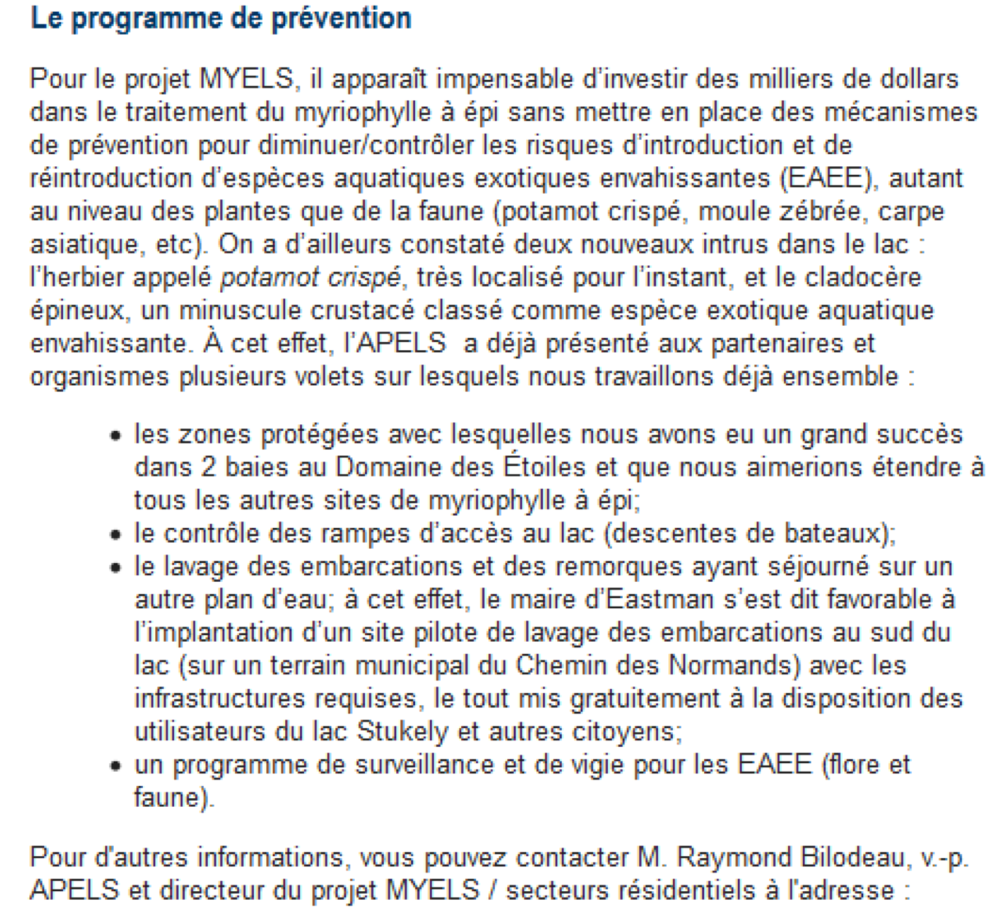 Le programme de prévention
Pour le projet MYELS, il apparaît impensable d'investir des milliers de dollars
dans le traitement du myriophylle à épi sans mettre en place des mécanismes
de prévention pour diminuer/contrôler les risques d'introduction et de
réintroduction d'espèces aquatiques exotiques envahissantes (EAEE), autant
au niveau des plantes que de la faune (potamot crispé, moule zébrée, carpe
asiatique, etc). On a d'ailleurs constaté deux nouveaux intrus dans le lac :
l'herbier appelé potamot crispé, très localisé pour l'instant, et le cladocère
épineux, un minuscule crustacé classé comme espèce exotique aquatique
envahissante. À cet effet, l'APELS  a déjà présenté aux partenaires et
organismes plusieurs volets sur lesquels nous travaillons déjà ensemble :
• les zones protégées avec lesquelles nous avons eu un grand succès
dans 2 baies au Domaine des Étoiles et que nous aimerions étendre à
tous les autres sites de myriophylle à épi;
• le contrôle des rampes d'accès au lac (descentes de bateaux);
• le lavage des embarcations et des remorques ayant séjourné sur un
autre plan d'eau; à cet effet, le maire d'Eastman s'est dit favorable à
l'implantation d'un site pilote de lavage des embarcations au sud du
lac (sur un terrain municipal du Chemin des Normands) avec les
infrastructures requises, le tout mis gratuitement à la disposition des
utilisateurs du lac Stukely et autres citoyens;
• un programme de surveillance et de vigie pour les EAEE (flore et
faune).
Pour d'autres informations, vous pouvez contacter M. Raymond Bilodeau, v.-p.
APELS et directeur du projet MYELS / secteurs résidentiels à l'adresse :